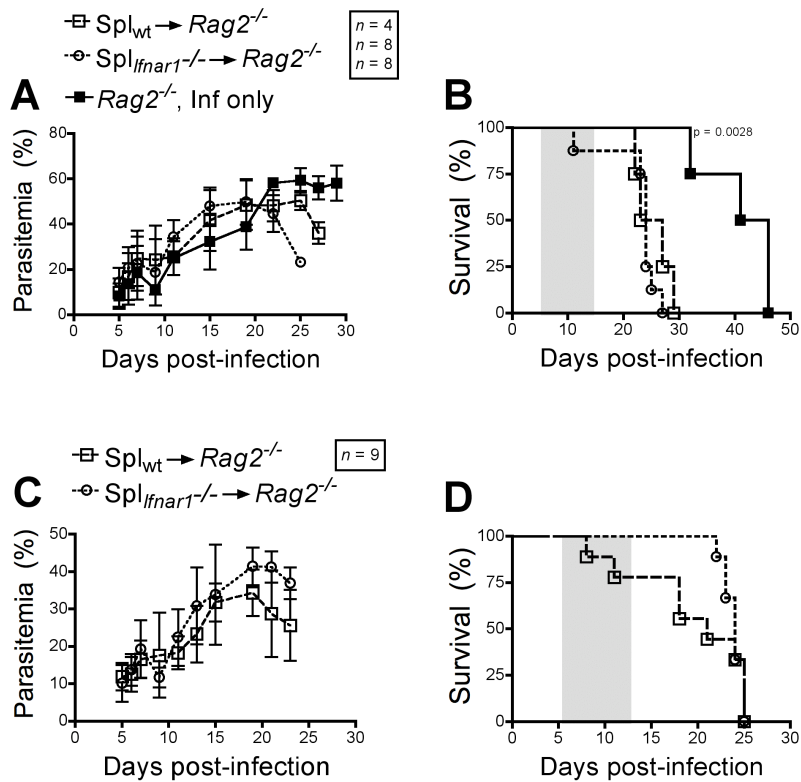 Spl_wt → Rag2^-/-
n = 4
Spl_Ifnar1^-/- → Rag2^-/-
n = 8
n = 8
A
Rag2^-/-, Inf only
B
Parasitemia (%)
80
60
40
20
0
0 5 10 15 20 25 30
Days post-infection
Survival (%)
100
75
50
25
0
p = 0.0028
0 10 20 30 40 50
Days post-infection
Spl_wt → Rag2^-/-
n = 9
C
Spl_Ifnar1^-/- → Rag2^-/-
D
Parasitemia (%)
50
40
30
20
10
0
0 5 10 15 20 25 30
Days post-infection
Survival (%)
100
75
50
25
0
0 5 10 15 20 25 30
Days post-infection